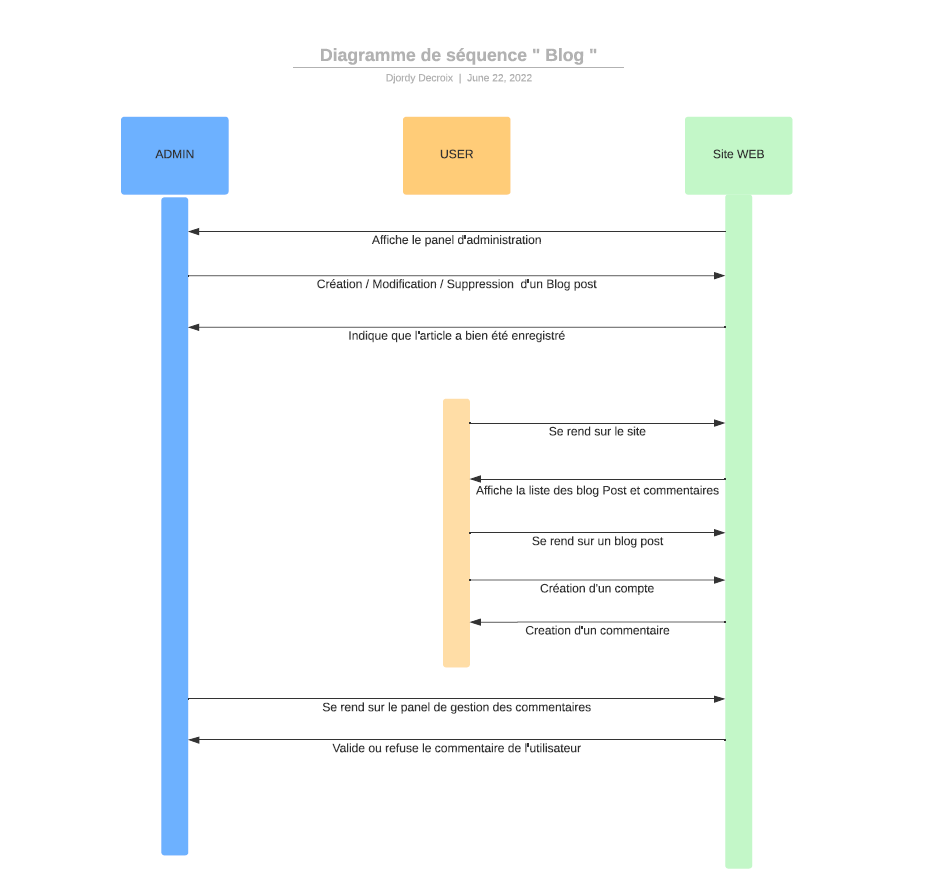 Diagramme de séquence " Blog "
Djordy Decroix | June 22, 2022
ADMIN
USER
Site WEB
Affiche le panel d'administration
Création / Modification / Suppression d'un Blog post
Indique que l'article a bien été enregistré
Se rend sur le site
Affiche la liste des blog Post et commentaires
Se rend sur un blog post
Création d'un compte
Creation d'un commentaire
Se rend sur le panel de gestion des commentaires
Valide ou refuse le commentaire de l'utilisateur